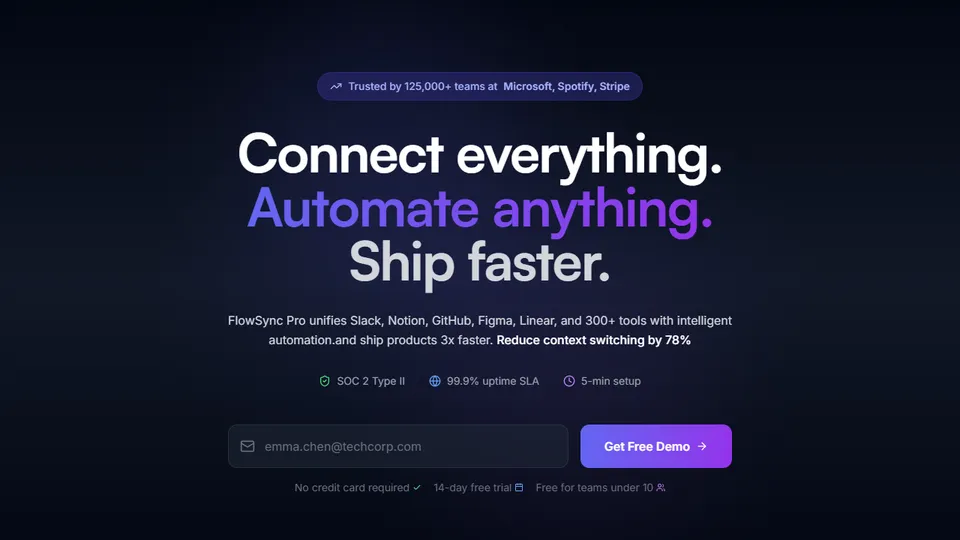 Trusted by 125,000+ teams at Microsoft, Spotify, Stripe
Connect everything.
Automate anything.
Ship faster.
FlowSync Pro unifies Slack, Notion, GitHub, Figma, Linear, and 300+ tools with intelligent
automation.and ship products 3x faster. Reduce context switching by 78%
SOC 2 Type II 99.9% uptime SLA 5-min setup
emma.chen@techcorp.com Get Free Demo →
No credit card required ✓ 14-day free trial Free for teams under 10